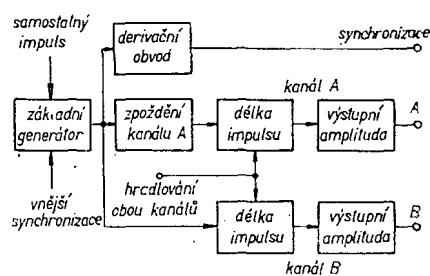 samostatný
impuls
derivační
obvod
synchronizace
kanál A
základní
generátor
zpoždění
kanálu A
délka
impulsu
výstupní
amplituda
A
vnější
synchronizace
hrcdlování
obou kanálů
délka
impulsu
výstupní
amplituda
B
kanál B